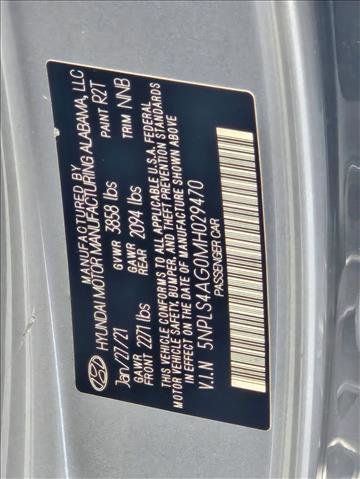 MANUFACTURED BY
HYUNDAI MOTOR MANUFACTURING ALABAMA, LLC
Jan/27/21 GVWR 3858 lbs PAINT R2T
GAWR FRONT 2271 lbs GAWR REAR 2094 lbs TRIM NNB
THIS VEHICLE CONFORMS TO ALL APPLICABLE U.S.A. FEDERAL
MOTOR VEHICLE SAFETY, BUMPER, AND THEFT PREVENTION STANDARDS
IN EFFECT ON THE DATE OF MANUFACTURE SHOWN ABOVE
V.I.N 5NPLS4AG0MH029470
PASSENGER CAR